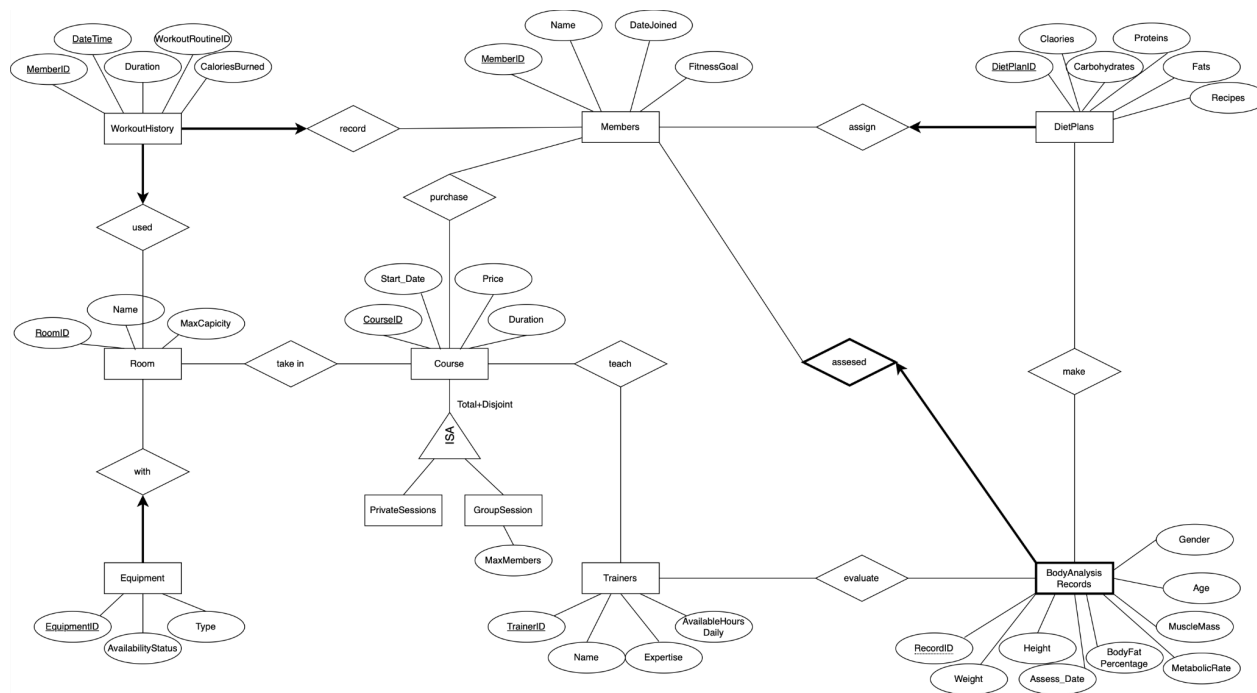 Name
DateJoined
Claories
Proteins
DateTime
WorkoutRoutineID
MemberID
Duration
CaloriesBurned
MemberID
FitnessGoal
DietPlanID
Carbohydrates
Fats
Recipes
WorkoutHistory
record
Members
assign
DietPlans
purchase
used
Start_Date
Price
Name
MaxCapicity
RoomID
CourseID
Duration
Room
take in
Course
teach
assesed
make
Total+Disjoint
ISA
with
PrivateSessions
GroupSession
MaxMembers
Gender
Equipment
Trainers
evaluate
BodyAnalysis
Records
Age
EquipmentID
Type
AvailabilityStatus
TrainerID
AvailableHours
Daily
Name
Expertise
MuscleMass
RecordID
Height
BodyFat
Percentage
MetabolicRate
Weight
Assess_Date